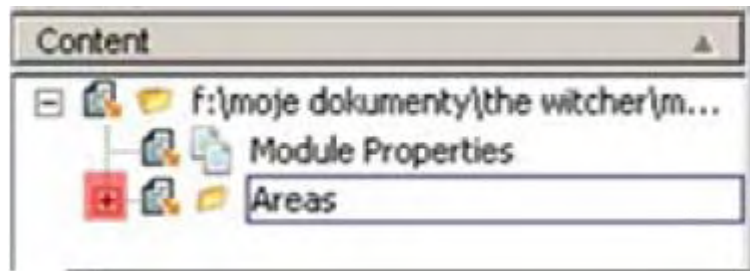 Content
f:\moje dokumenty\the witcher\m...
Module Properties
Areas